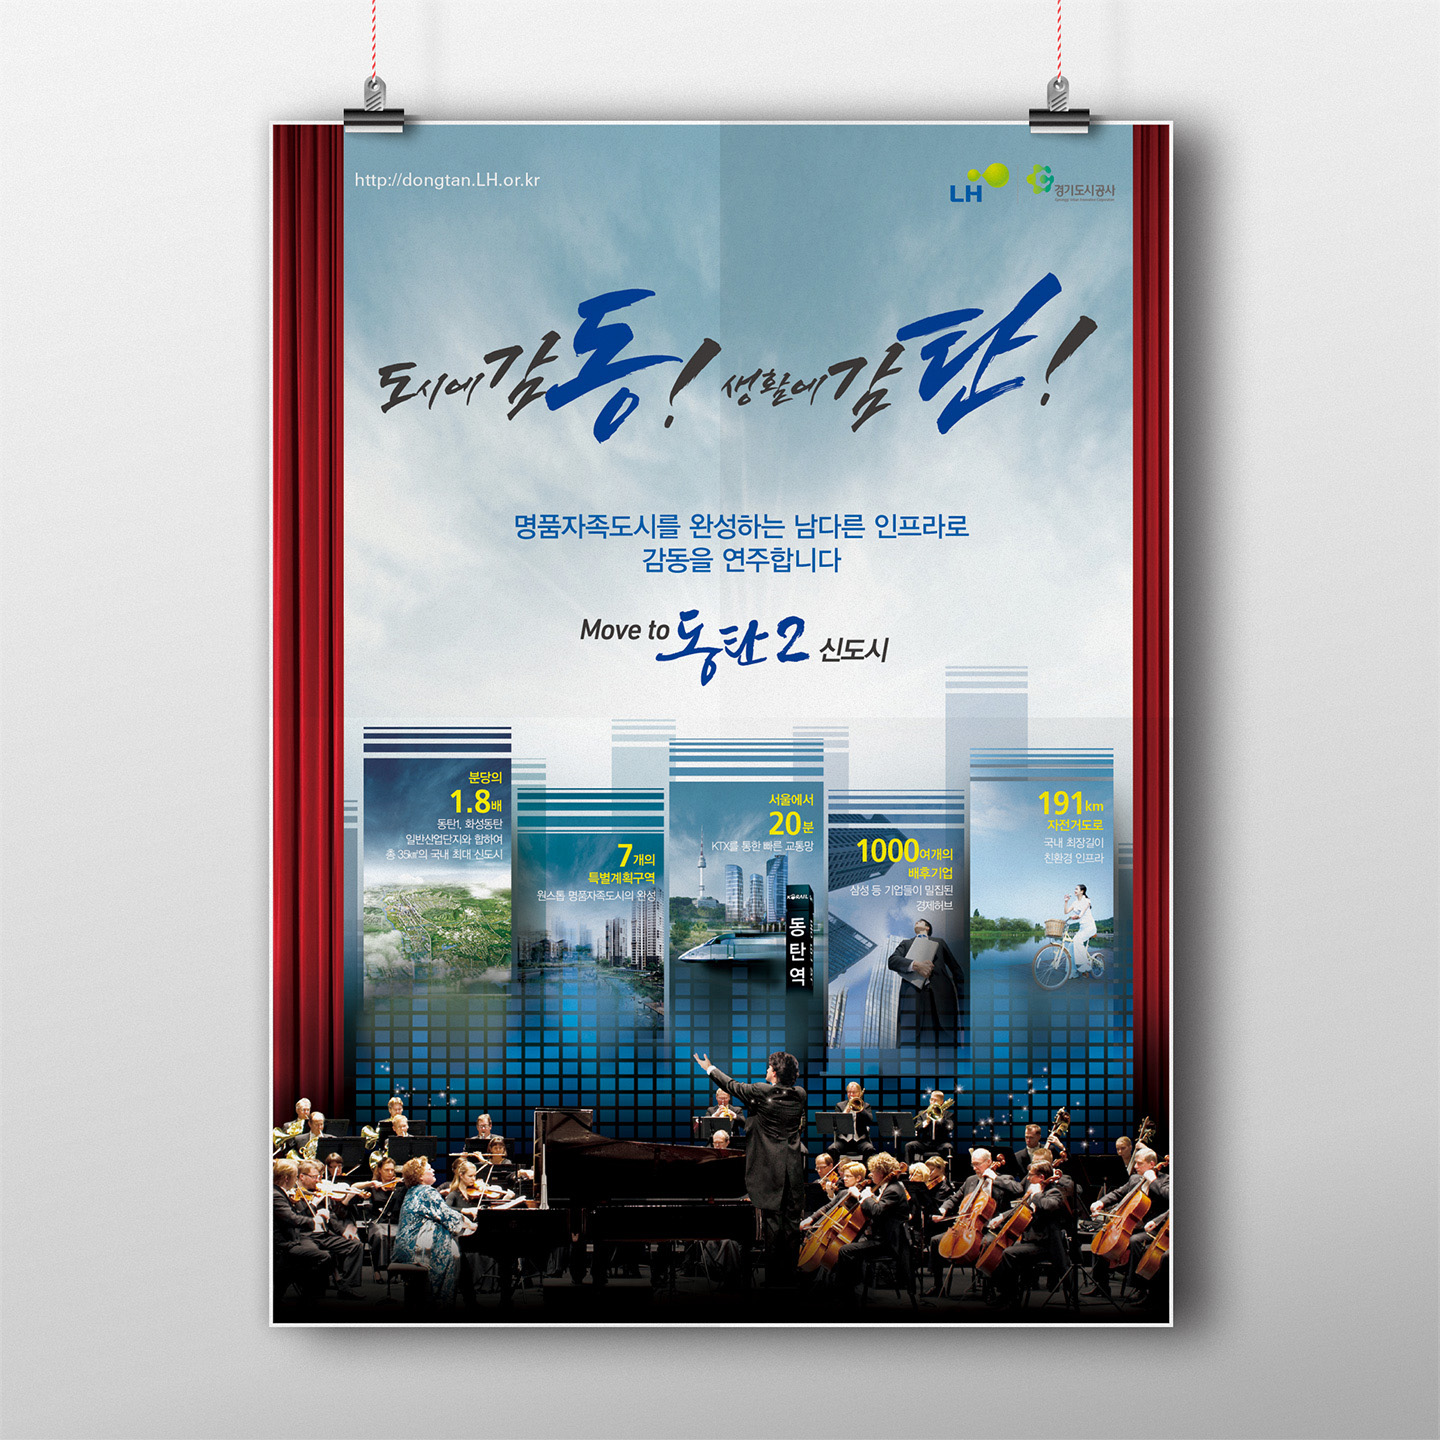 http://dongtan.LH.or.kr
LH
경기도시공사
도시에 감동! 생활에 감탄!
명품자족도시를 완성하는 남다른 인프라로
감동을 연주합니다
Move to 동탄2 신도시
분당의
1.8배
동탄1, 화성동탄
일반산업단지와 합하여
총 35㎢의 국내 최대 신도시
7개의
특별계획구역
원스톱 명품자족도시의 완성
서울에서
20분
KTX를 통한 빠른 교통망
KORAIL
동탄역
1000여개의
배후기업
삼성 등 기업들이 밀집된
경제허브
191km
자전거도로
국내 최장길이
친환경 인프라